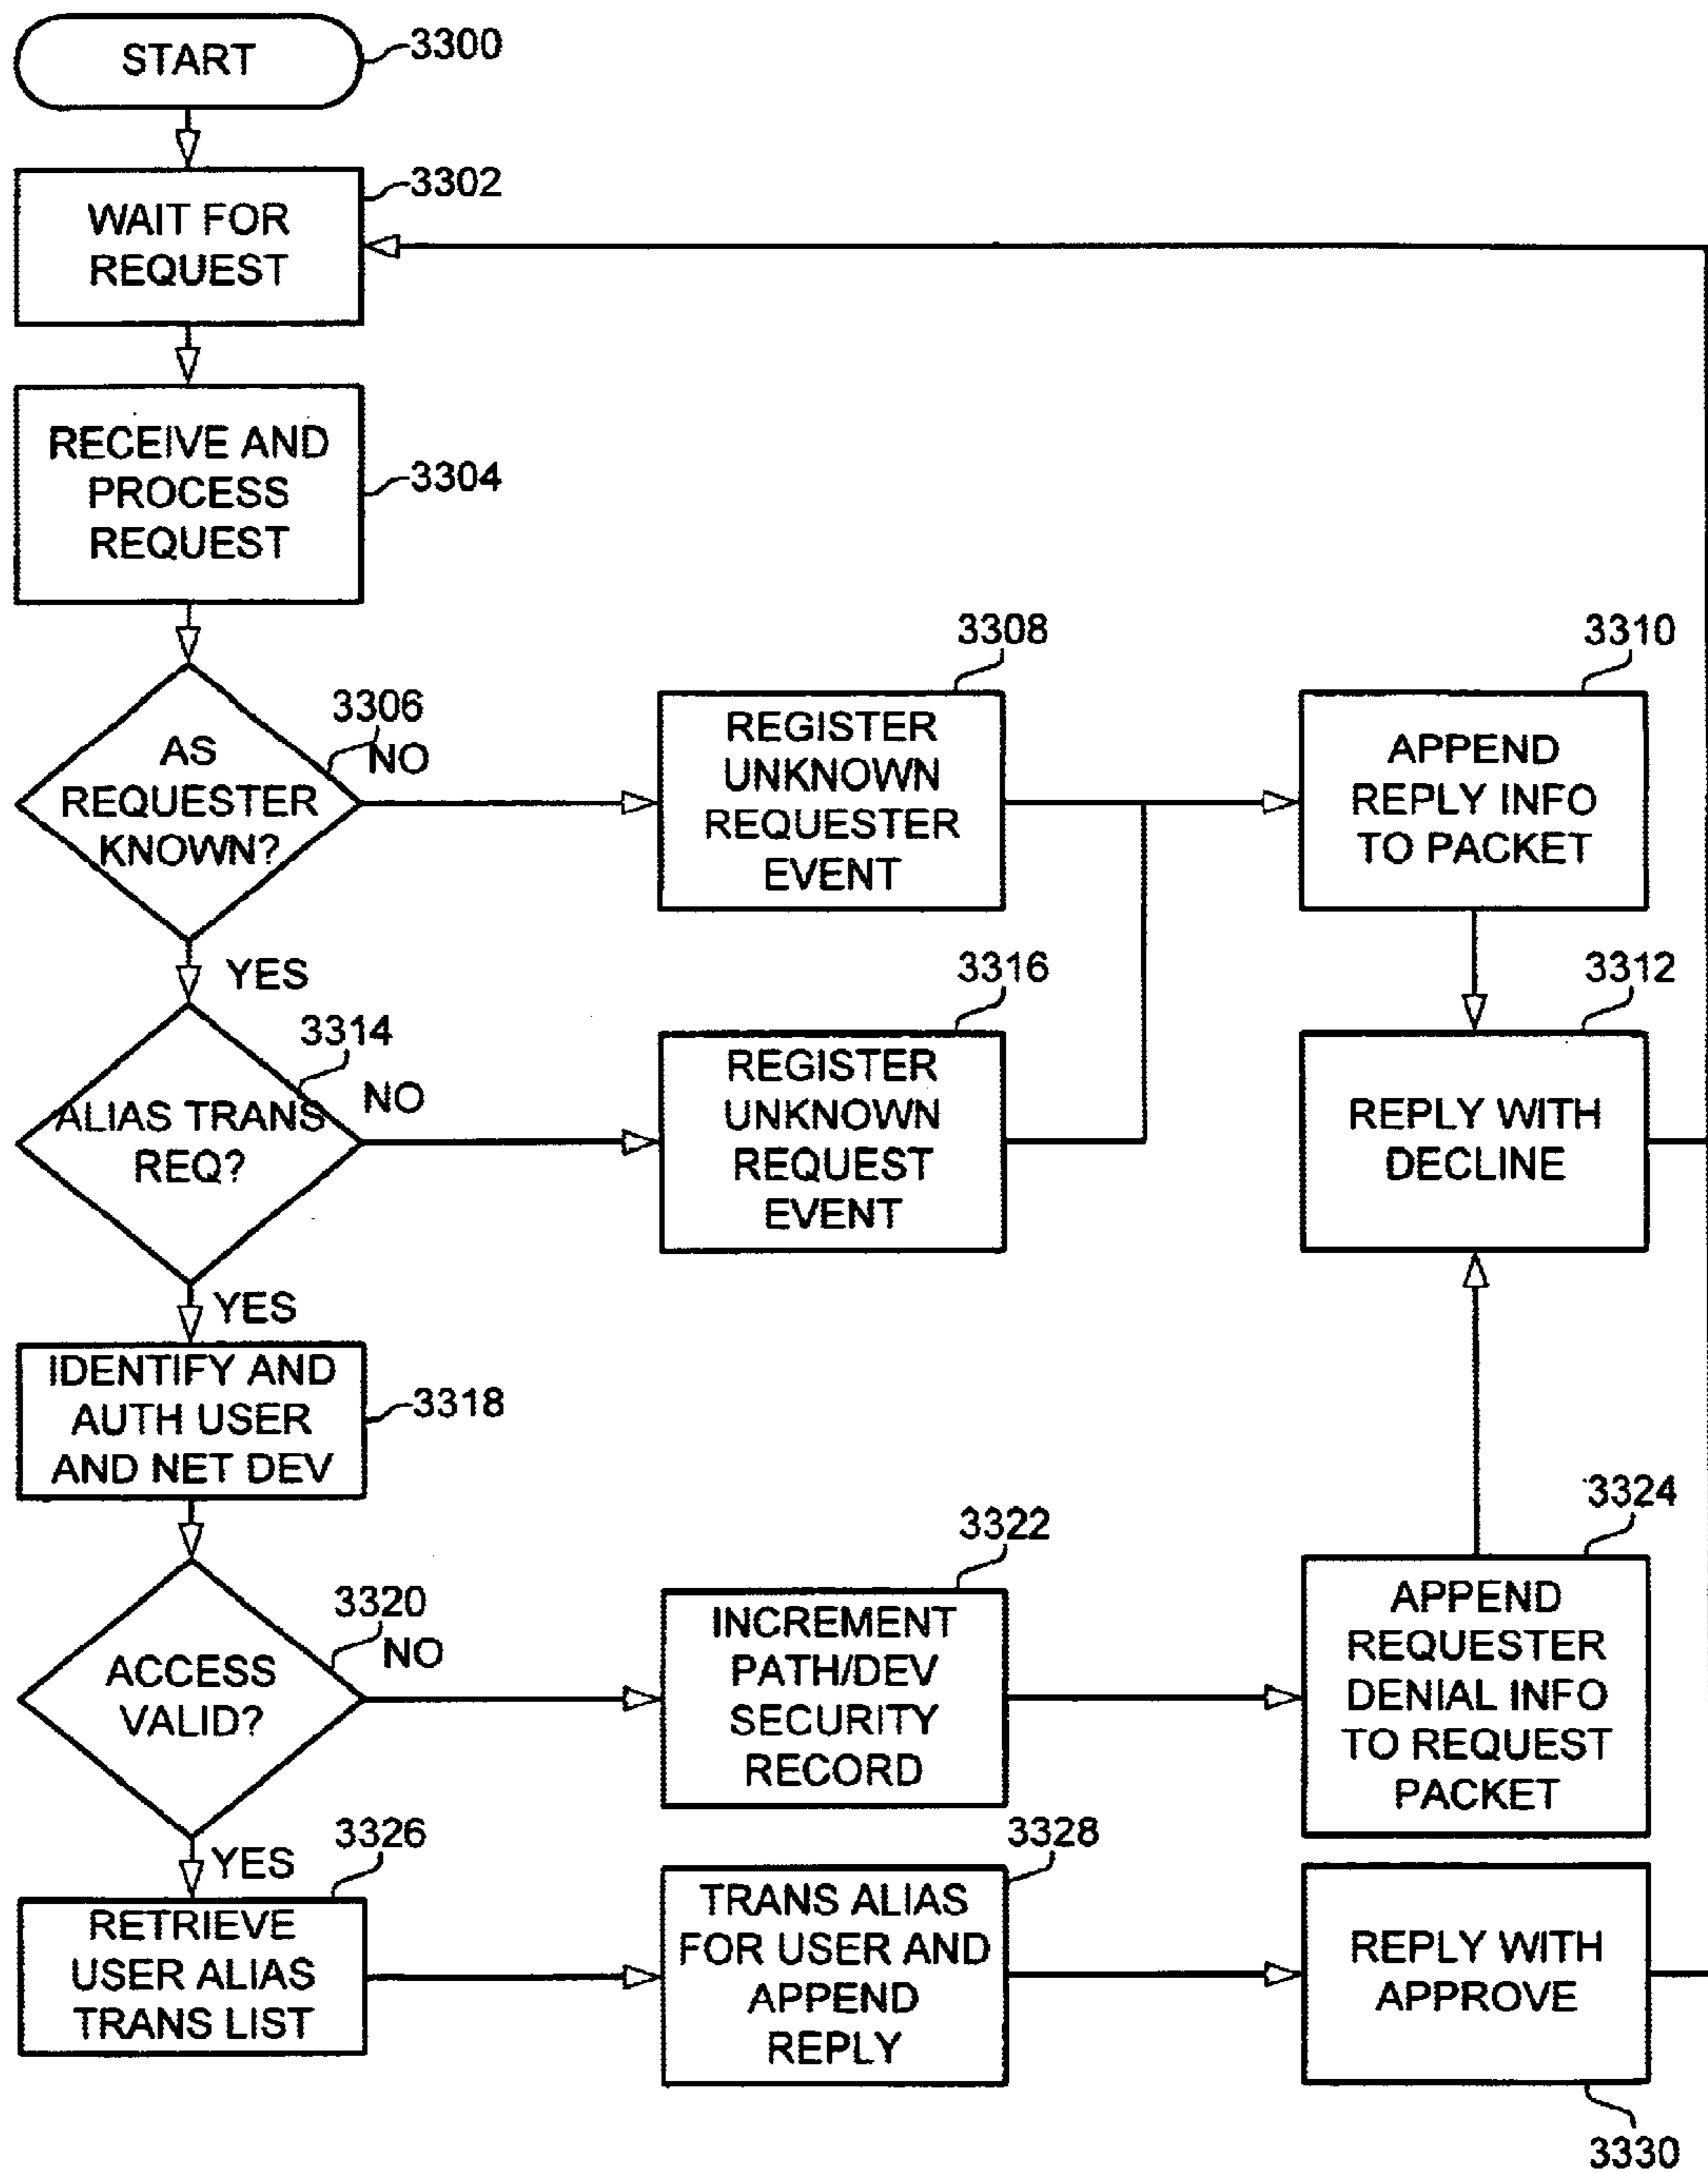 START
3300
WAIT FOR
REQUEST
3302
RECEIVE AND
PROCESS
REQUEST
3304
AS
REQUESTER
KNOWN?
3306
NO
YES
3308
REGISTER
UNKNOWN
REQUESTER
EVENT
3310
APPEND
REPLY INFO
TO PACKET
ALIAS TRANS
REQ?
3314
NO
YES
3316
REGISTER
UNKNOWN
REQUEST
EVENT
3312
REPLY WITH
DECLINE
IDENTIFY AND
AUTH USER
AND NET DEV
3318
ACCESS
VALID?
3320
NO
YES
3322
INCREMENT
PATH/DEV
SECURITY
RECORD
3324
APPEND
REQUESTER
DENIAL INFO
TO REQUEST
PACKET
3326
RETRIEVE
USER ALIAS
TRANS LIST
3328
TRANS ALIAS
FOR USER AND
APPEND
REPLY
REPLY WITH
APPROVE
3330